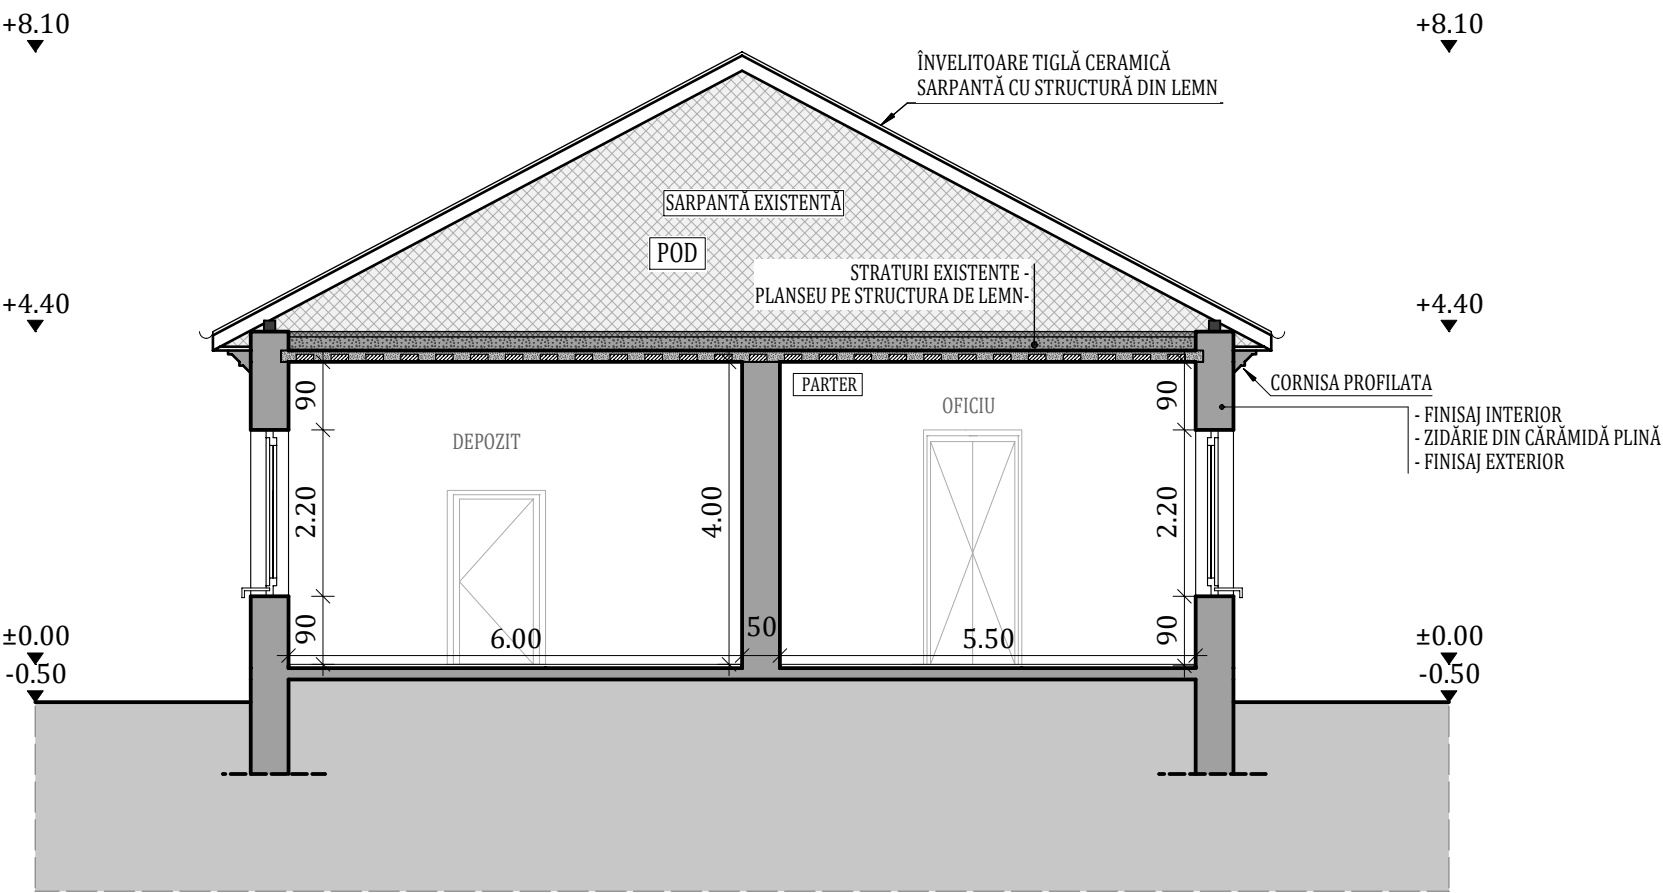 +8.10
+8.10
ÎNVELITOARE TIGLĂ CERAMICĂ
SARPANTĂ CU STRUCTURĂ DIN LEMN
SARPANTĂ EXISTENTĂ
POD
STRATURI EXISTENTE -
PLANSEU PE STRUCTURA DE LEMN-
+4.40
+4.40
PARTER
CORNISA PROFILATA
- FINISAJ INTERIOR
- ZIDĂRIE DIN CĂRĂMIDĂ PLINĂ
- FINISAJ EXTERIOR
90
90
DEPOZIT
OFICIU
2.20
4.00
2.20
90
6.00
50
5.50
90
±0.00
-0.50
±0.00
-0.50